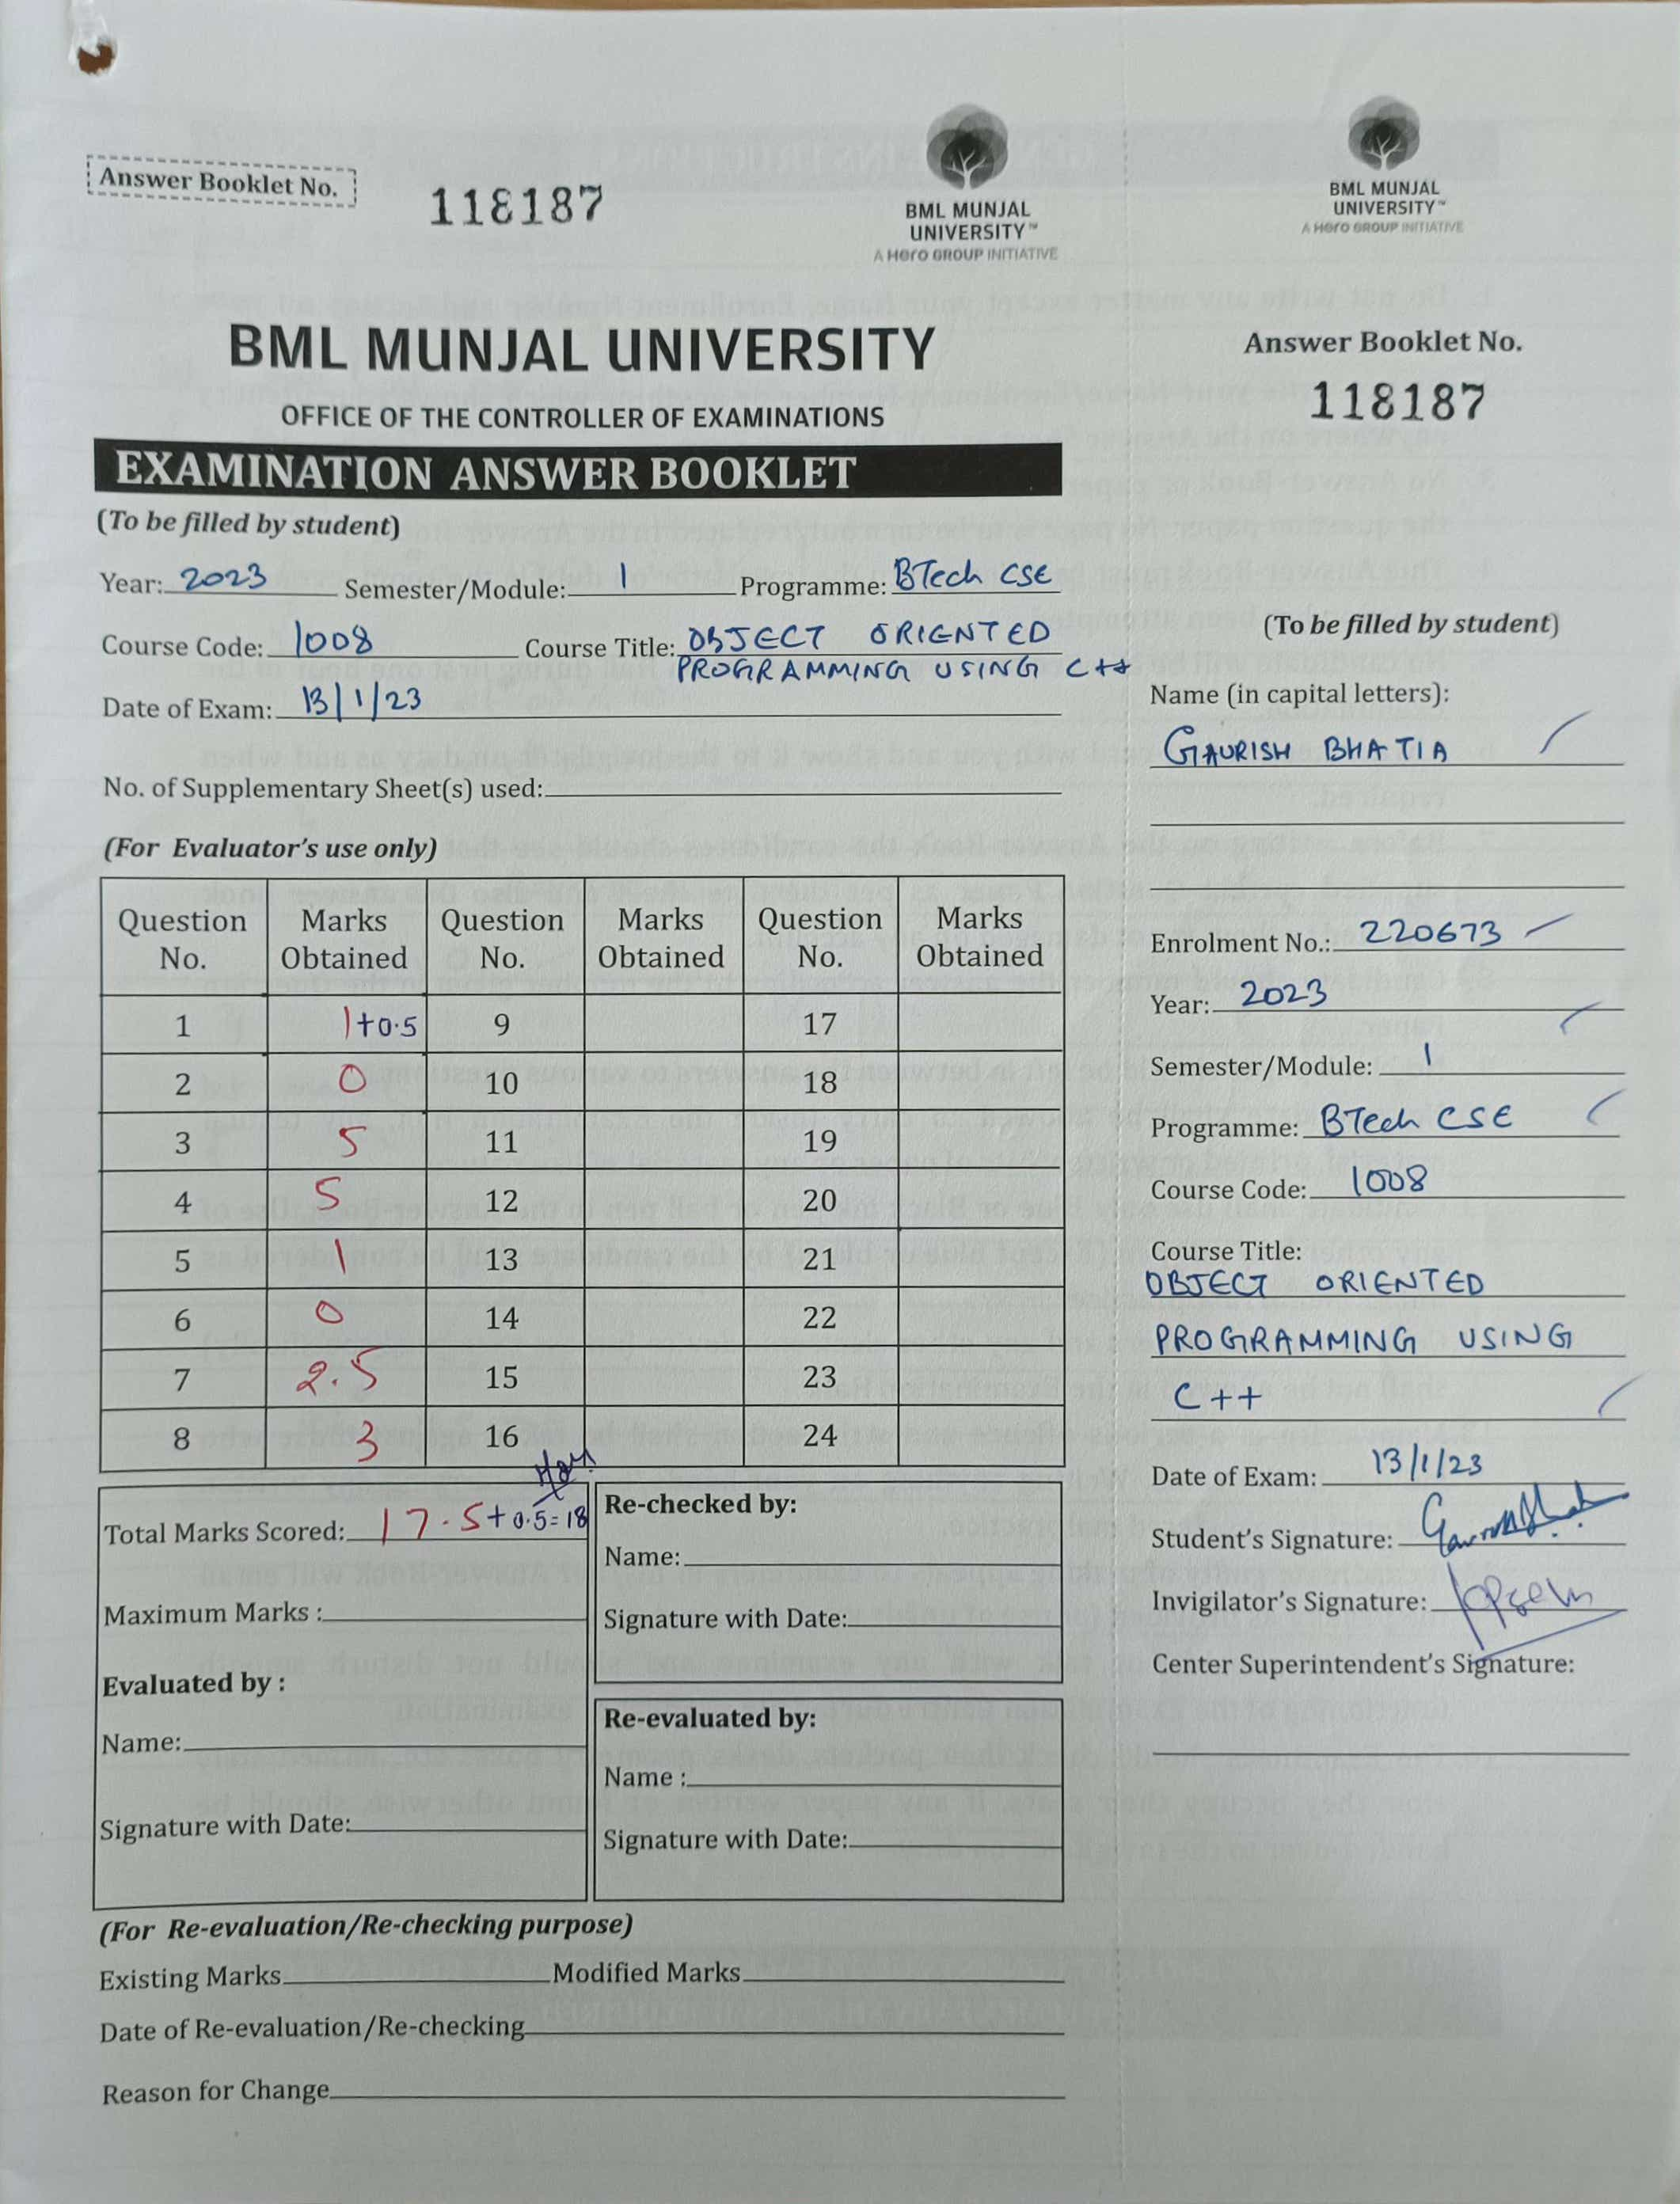 Answer Booklet No.
118187
BML MUNJAL
UNIVERSITY™
A Hero GROUP INITIATIVE
BML MUNJAL UNIVERSITY
OFFICE OF THE CONTROLLER OF EXAMINATIONS
EXAMINATION ANSWER BOOKLET
(To be filled by student)
Year: 2023 Semester/Module: 1 Programme: BTech CSE
Course Code: 1008 Course Title: OBJECT ORIENTED
PROGRAMMING USING C++
Date of Exam: 13/1/23
No. of Supplementary Sheet(s) used:
(For Evaluator's use only)
Question No. Marks Obtained Question No. Marks Obtained Question No. Marks Obtained
1 1+0.5 9 17
2 0 10 18
3 5 11 19
4 5 12 20
5 1 13 21
6 0 14 22
7 2.5 15 23
8 3 16 24
Total Marks Scored: 17.5+0.5=18
Maximum Marks :
Evaluated by :
Name:
Signature with Date:
Re-checked by:
Name:
Signature with Date:
Re-evaluated by:
Name :
Signature with Date:
(For Re-evaluation/Re-checking purpose)
Existing Marks Modified Marks
Date of Re-evaluation/Re-checking
Reason for Change
BML MUNJAL
UNIVERSITY™
A Hero GROUP INITIATIVE
Answer Booklet No.
118187
(To be filled by student)
Name (in capital letters):
GAURISH BHATIA
Enrolment No.: 220673
Year: 2023
Semester/Module: 1
Programme: BTech CSE
Course Code: 1008
Course Title:
OBJECT ORIENTED
PROGRAMMING USING
C++
Date of Exam: 13/1/23
Student's Signature:
Invigilator's Signature:
Center Superintendent's Signature: